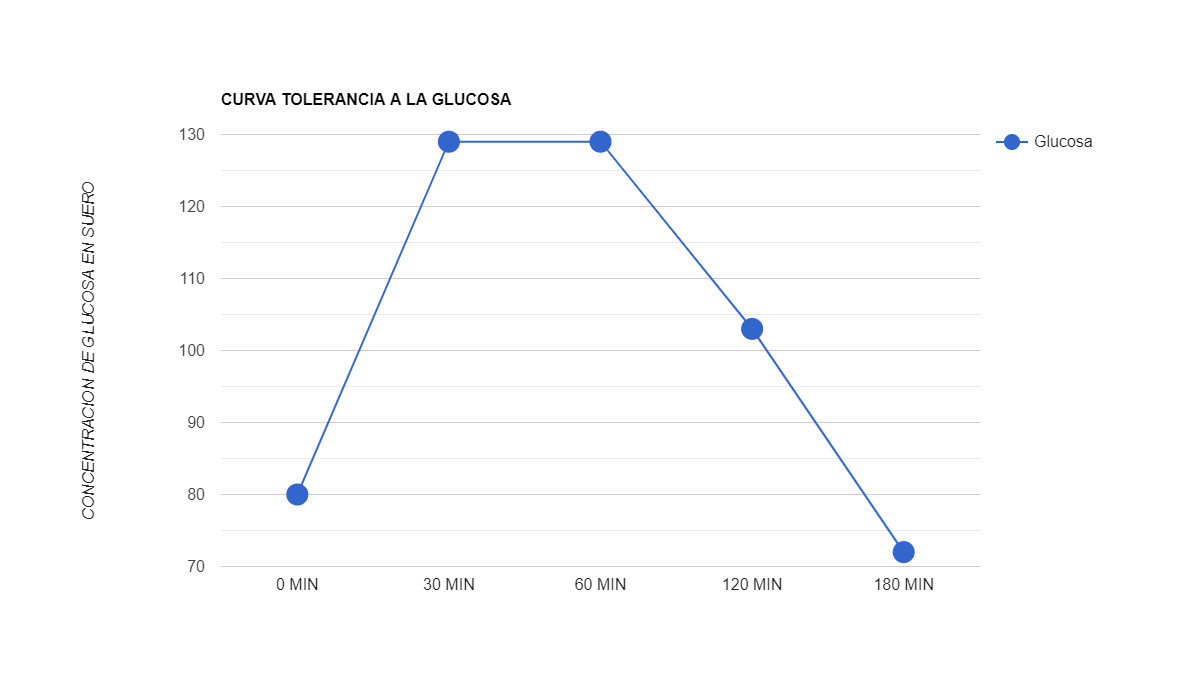 CURVA TOLERANCIA A LA GLUCOSA
CONCENTRACION DE GLUCOSA EN SUERO
130
120
110
100
90
80
70
0 MIN
30 MIN
60 MIN
120 MIN
180 MIN
Glucosa